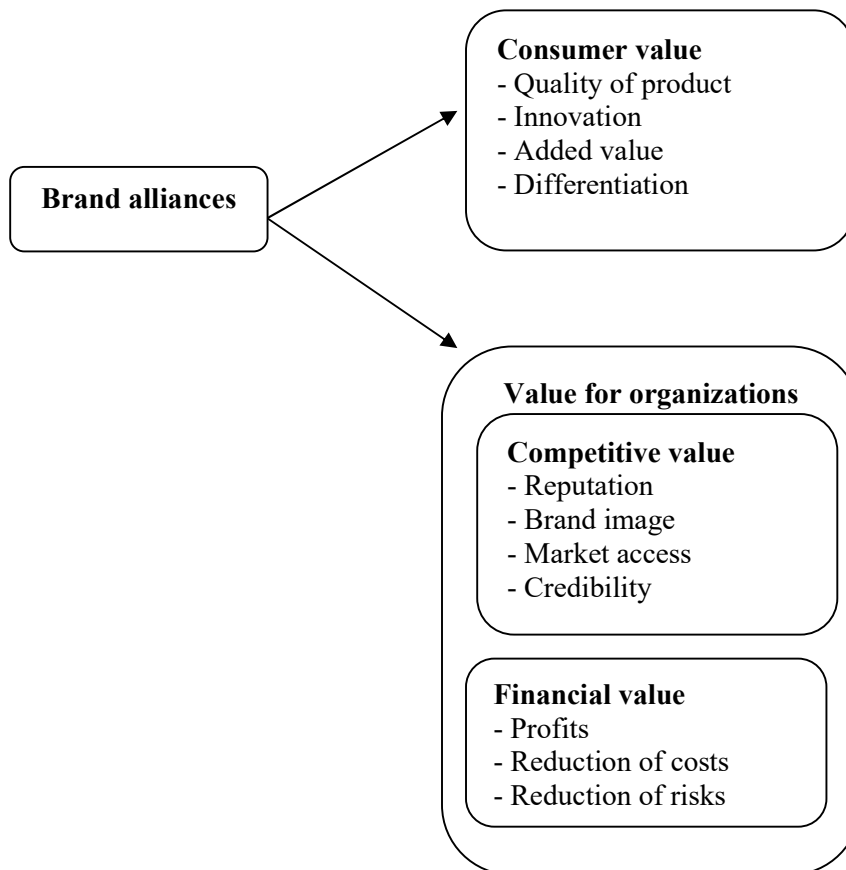 Brand alliances
Consumer value
- Quality of product
- Innovation
- Added value
- Differentiation
Value for organizations
Competitive value
- Reputation
- Brand image
- Market access
- Credibility
Financial value
- Profits
- Reduction of costs
- Reduction of risks